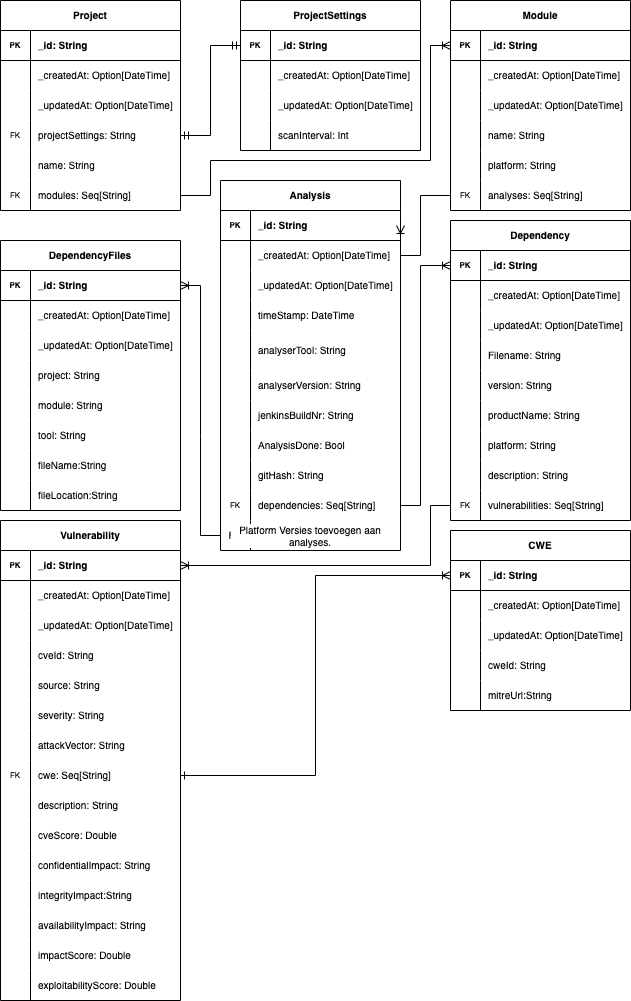 Project
PK _id: String
_createdAt: Option[DateTime]
_updatedAt: Option[DateTime]
FK projectSettings: String
name: String
FK modules: Seq[String]
ProjectSettings
PK _id: String
_createdAt: Option[DateTime]
_updatedAt: Option[DateTime]
scanInterval: Int
Module
PK _id: String
_createdAt: Option[DateTime]
_updatedAt: Option[DateTime]
name: String
platform: String
FK analyses: Seq[String]
Analysis
PK _id: String
_createdAt: Option[DateTime]
_updatedAt: Option[DateTime]
timeStamp: DateTime
analyserTool: String
analyserVersion: String
jenkinsBuildNr: String
AnalysisDone: Bool
gitHash: String
FK dependencies: Seq[String]
Platform Versies toevoegen aan
analyses.
DependencyFiles
PK _id: String
_createdAt: Option[DateTime]
_updatedAt: Option[DateTime]
project: String
module: String
tool: String
fileName:String
fileLocation:String
Dependency
PK _id: String
_createdAt: Option[DateTime]
_updatedAt: Option[DateTime]
Filename: String
version: String
productName: String
platform: String
description: String
FK vulnerabilities: Seq[String]
Vulnerability
PK _id: String
_createdAt: Option[DateTime]
_updatedAt: Option[DateTime]
cveId: String
source: String
severity: String
attackVector: String
FK cwe: Seq[String]
description: String
cveScore: Double
confidentialImpact: String
integrityImpact:String
availabilityImpact: String
impactScore: Double
exploitabilityScore: Double
CWE
PK _id: String
_createdAt: Option[DateTime]
_updatedAt: Option[DateTime]
cweId: String
mitreUrl:String